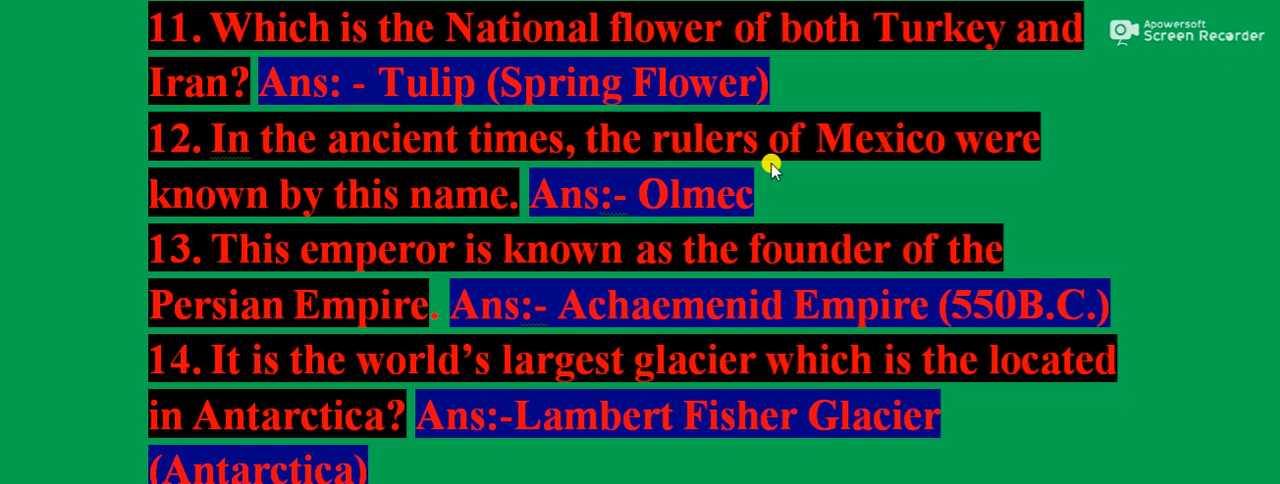 11. Which is the National flower of both Turkey and
Iran? Ans: - Tulip (Spring Flower)
12. In the ancient times, the rulers of Mexico were
known by this name. Ans:- Olmec
13. This emperor is known as the founder of the
Persian Empire. Ans:- Achaemenid Empire (550B.C.)
14. It is the world’s largest glacier which is the located
in Antarctica? Ans:-Lambert Fisher Glacier
(Antarctica)
Apowersoft
Screen Recorder